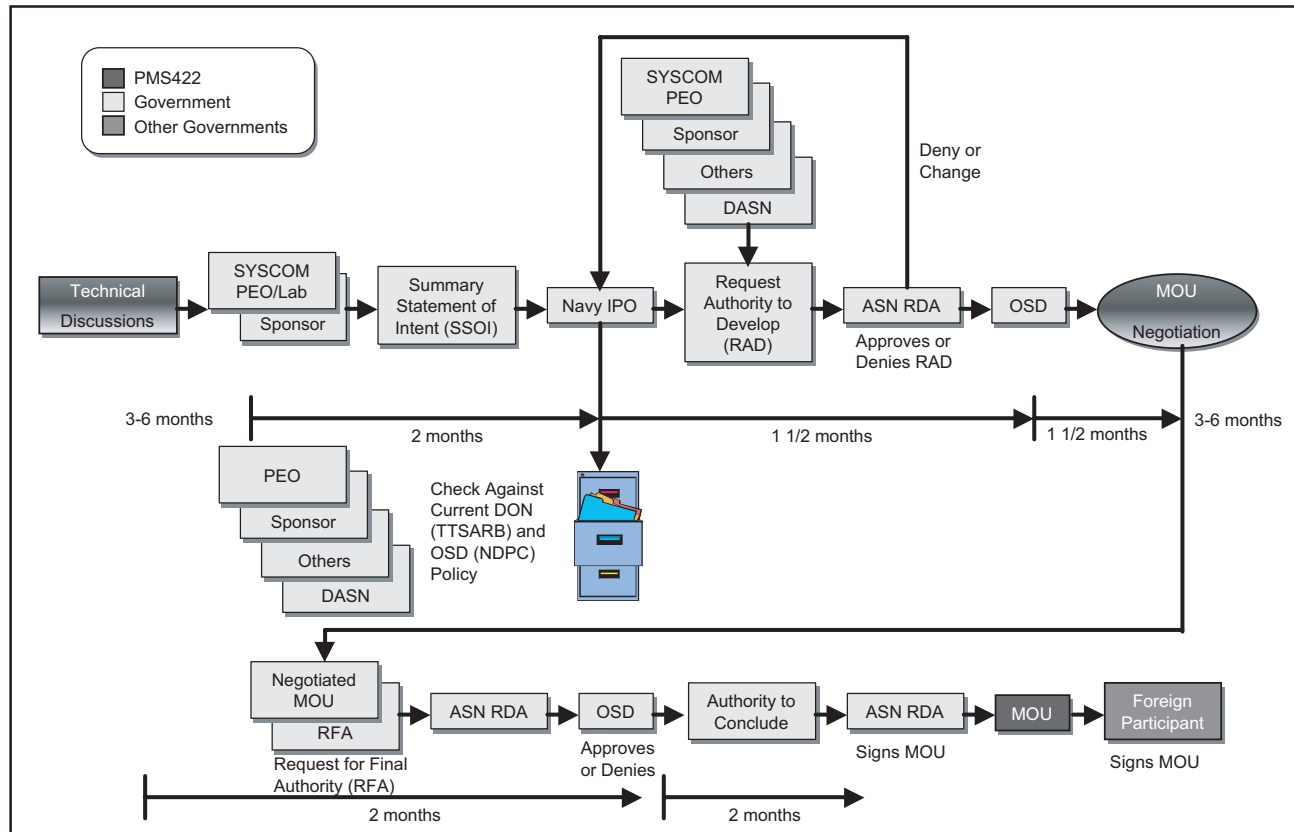 PMS422
Government
Other Governments
SYSCOM
PEO
Sponsor
Others
DASN
Deny or
Change
Technical
Discussions
SYSCOM
PEO/Lab
Sponsor
Summary
Statement of
Intent (SSOI)
Navy IPO
Request
Authority to
Develop
(RAD)
ASN RDA
Approves or
Denies RAD
OSD
MOU
Negotiation
3-6 months
2 months
1 1/2 months
1 1/2 months
3-6 months
PEO
Sponsor
Others
DASN
Check Against
Current DON
(TTSARB) and
OSD (NDPC)
Policy
Negotiated
MOU
RFA
Request for Final
Authority (RFA)
ASN RDA
OSD
Approves
or Denies
Authority to
Conclude
ASN RDA
Signs MOU
MOU
Foreign
Participant
Signs MOU
2 months
2 months